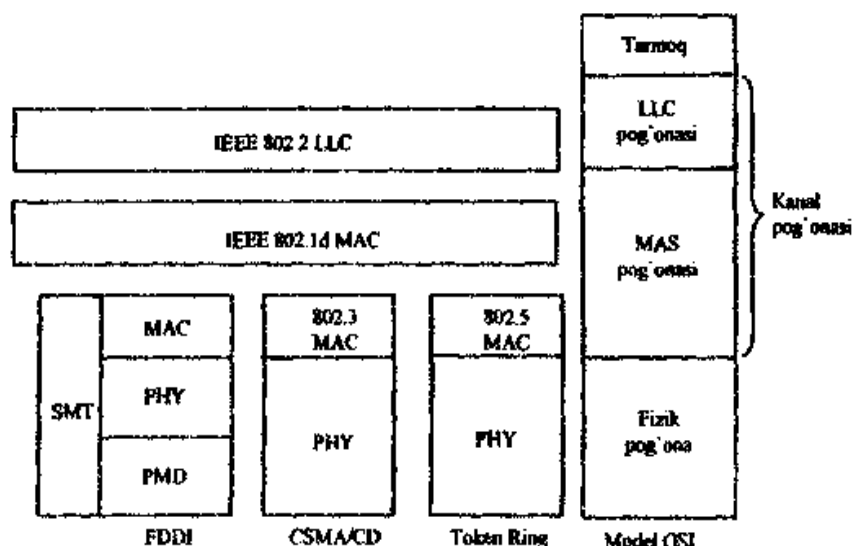 Tarmoq
LLC
pog`onasi
IEEE 802 2 LLC
Kanal
pog`onasi
IEEE 802.1d MAC
MAS
pog`onasi
SMT
MAC
PHY
PMD
802.3
MAC
PHY
802.5
MAC
PHY
Fizik
pog`ona
FDDI
CSMA/CD
Token Ring
Model OSI